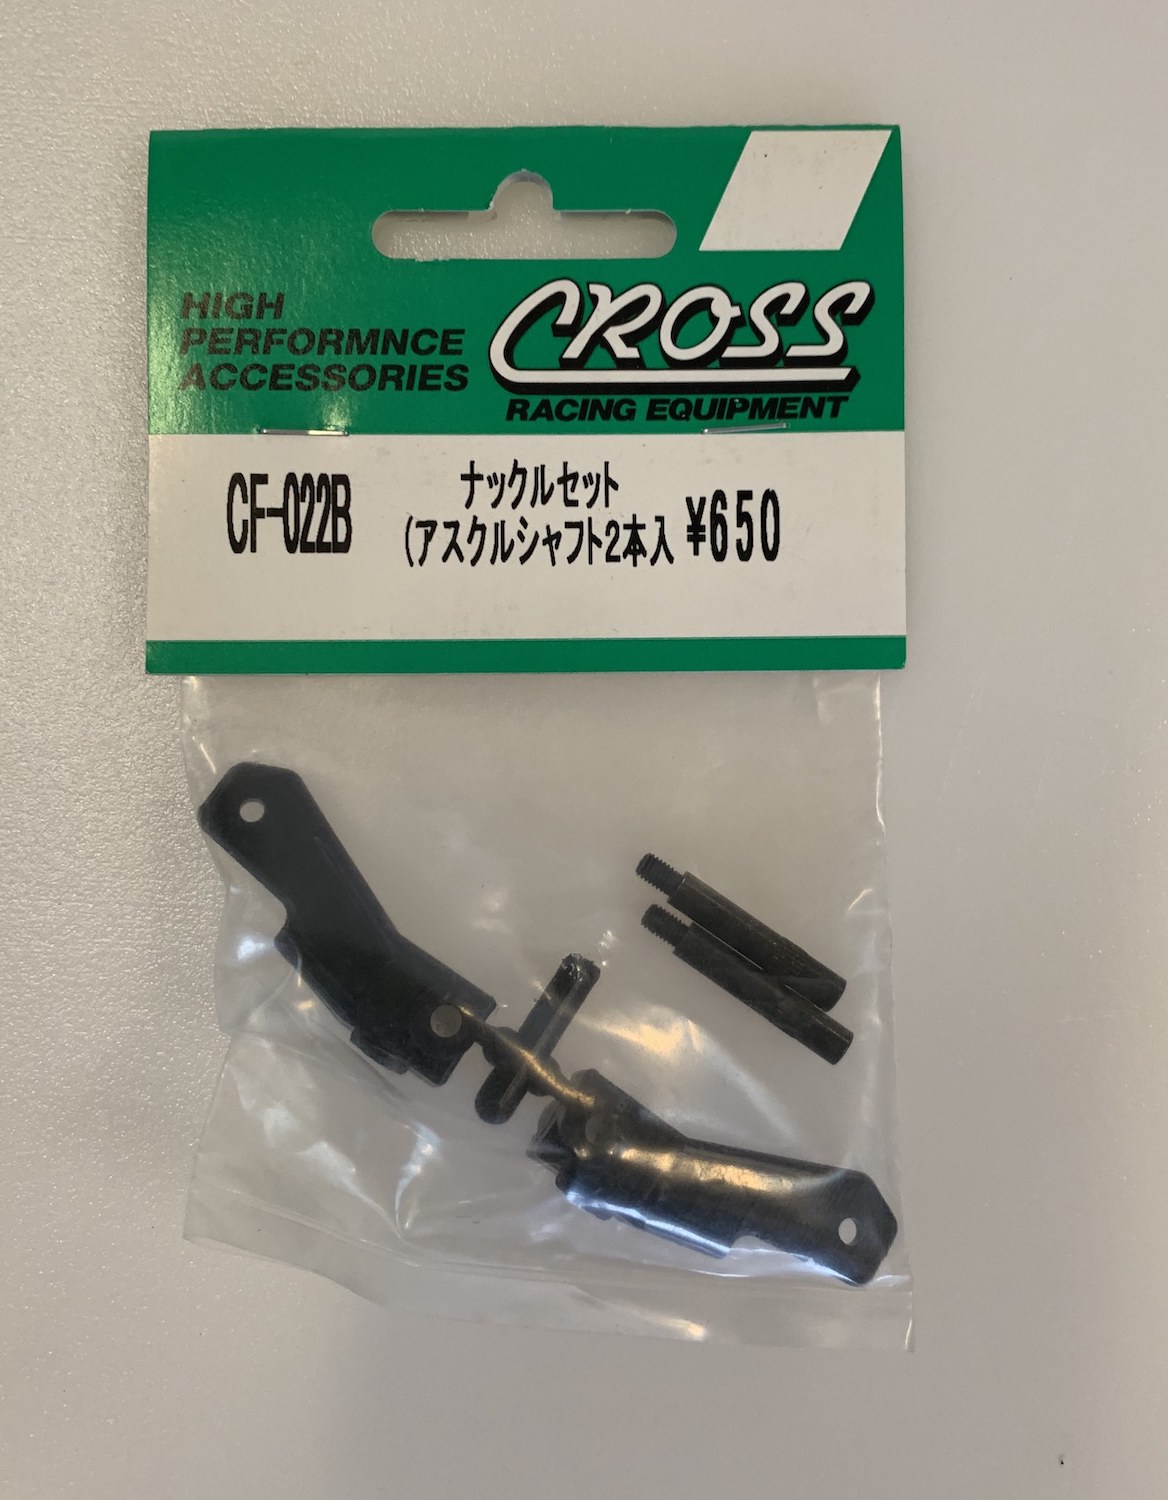 HIGH
PERFORMNCE
ACCESSORIES
CROSS
RACING EQUIPMENT
CF-022B
ナックルセット
(アスクルシャフト2本入 ¥650